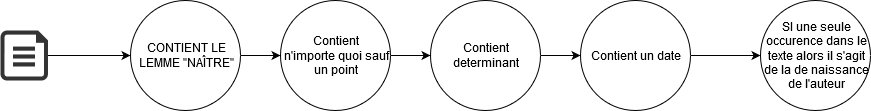 CONTIENT LE
LEMME "NAÎTRE"
Contient
n'importe quoi sauf
un point
Contient
determinant
Contient un date
SI une seule
occurence dans le
texte alors il s'agit
de la de naissance
de l'auteur